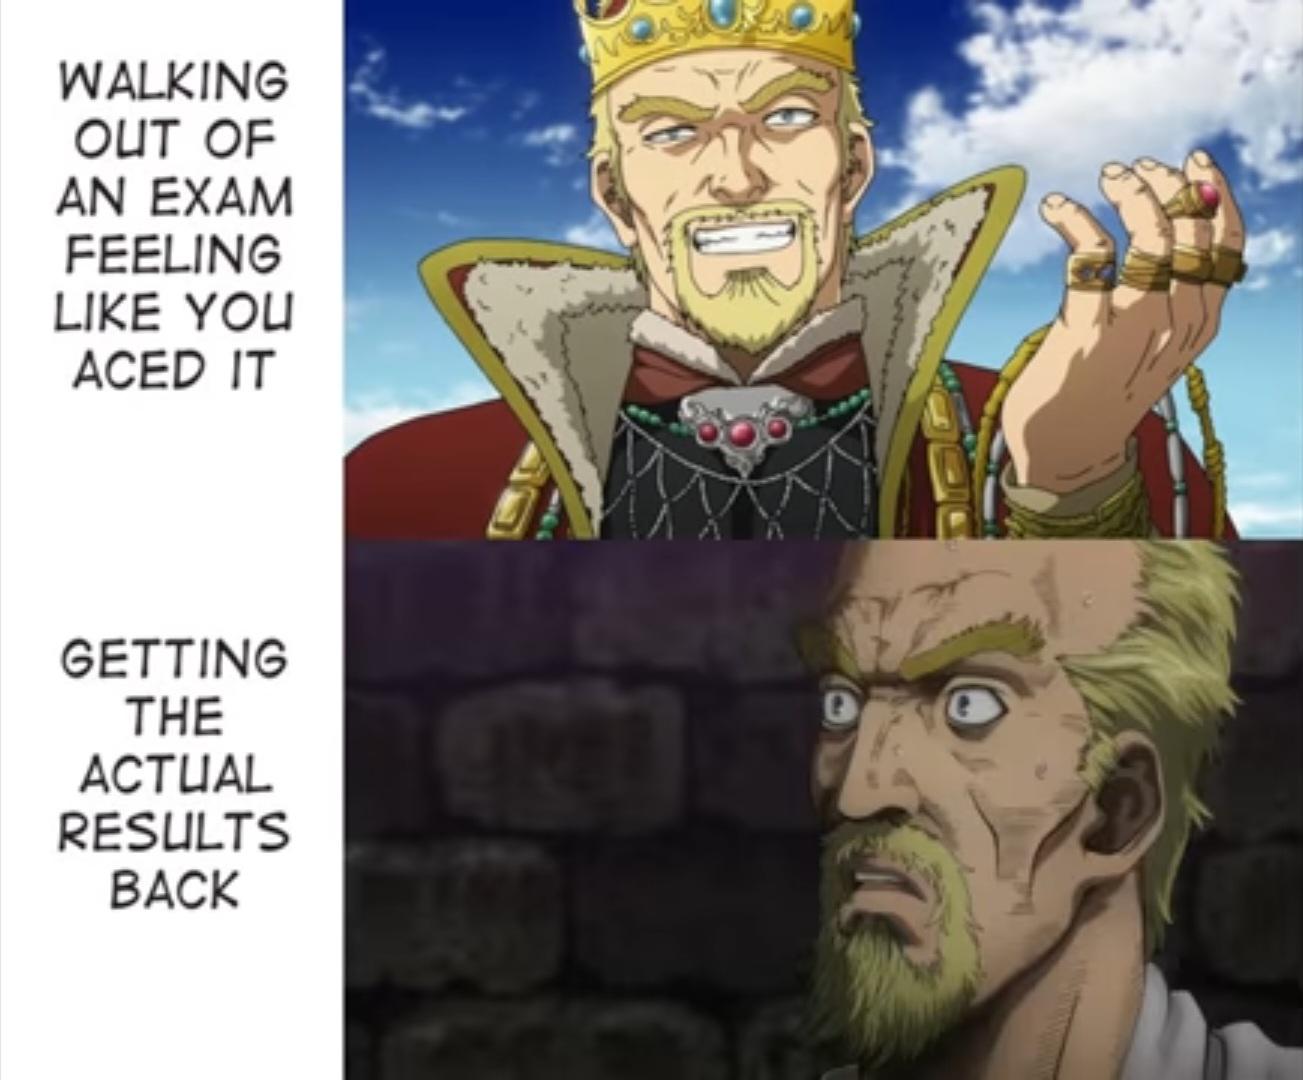 WALKING
OUT OF
AN EXAM
FEELING
LIKE YOU
ACED IT
GETTING
THE
ACTUAL
RESULTS
BACK